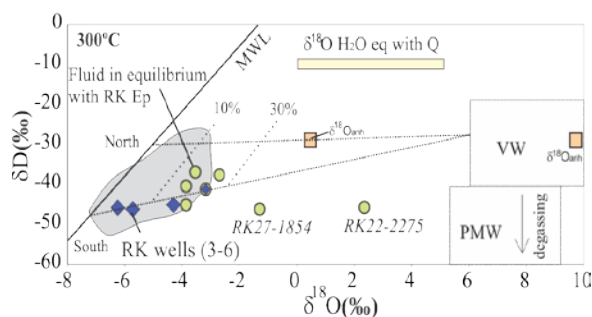 0
-10
-20
-30
-40
-50
-60
δD(‰)
300ºC
MWL
δ18O H2O eq with Q
Fluid in equilibrium
with RK Ep
10%
30%
North
δ18Oanh
VW
δ18Oanh
South
RK wells (3-6)
RK27-1854
RK22-2275
PMW
degassing
-8
-6
-4
-2
0
2
4
6
8
10
δ18O(‰)